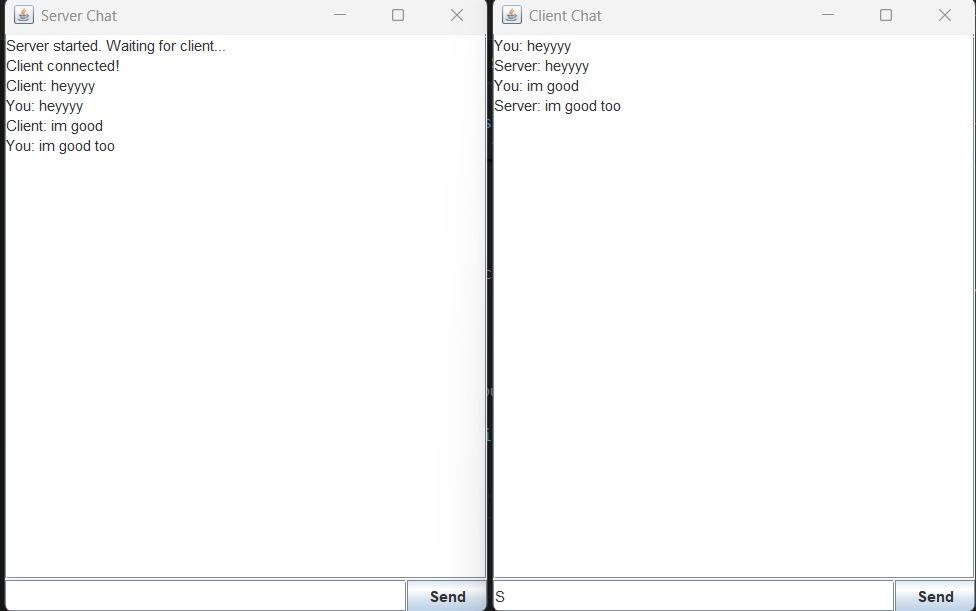 Server Chat
Server started. Waiting for client...
Client connected!
Client: heyyyy
You: heyyyy
Client: im good
You: im good too
Send
Client Chat
You: heyyyy
Server: heyyyy
You: im good
Server: im good too
S
Send